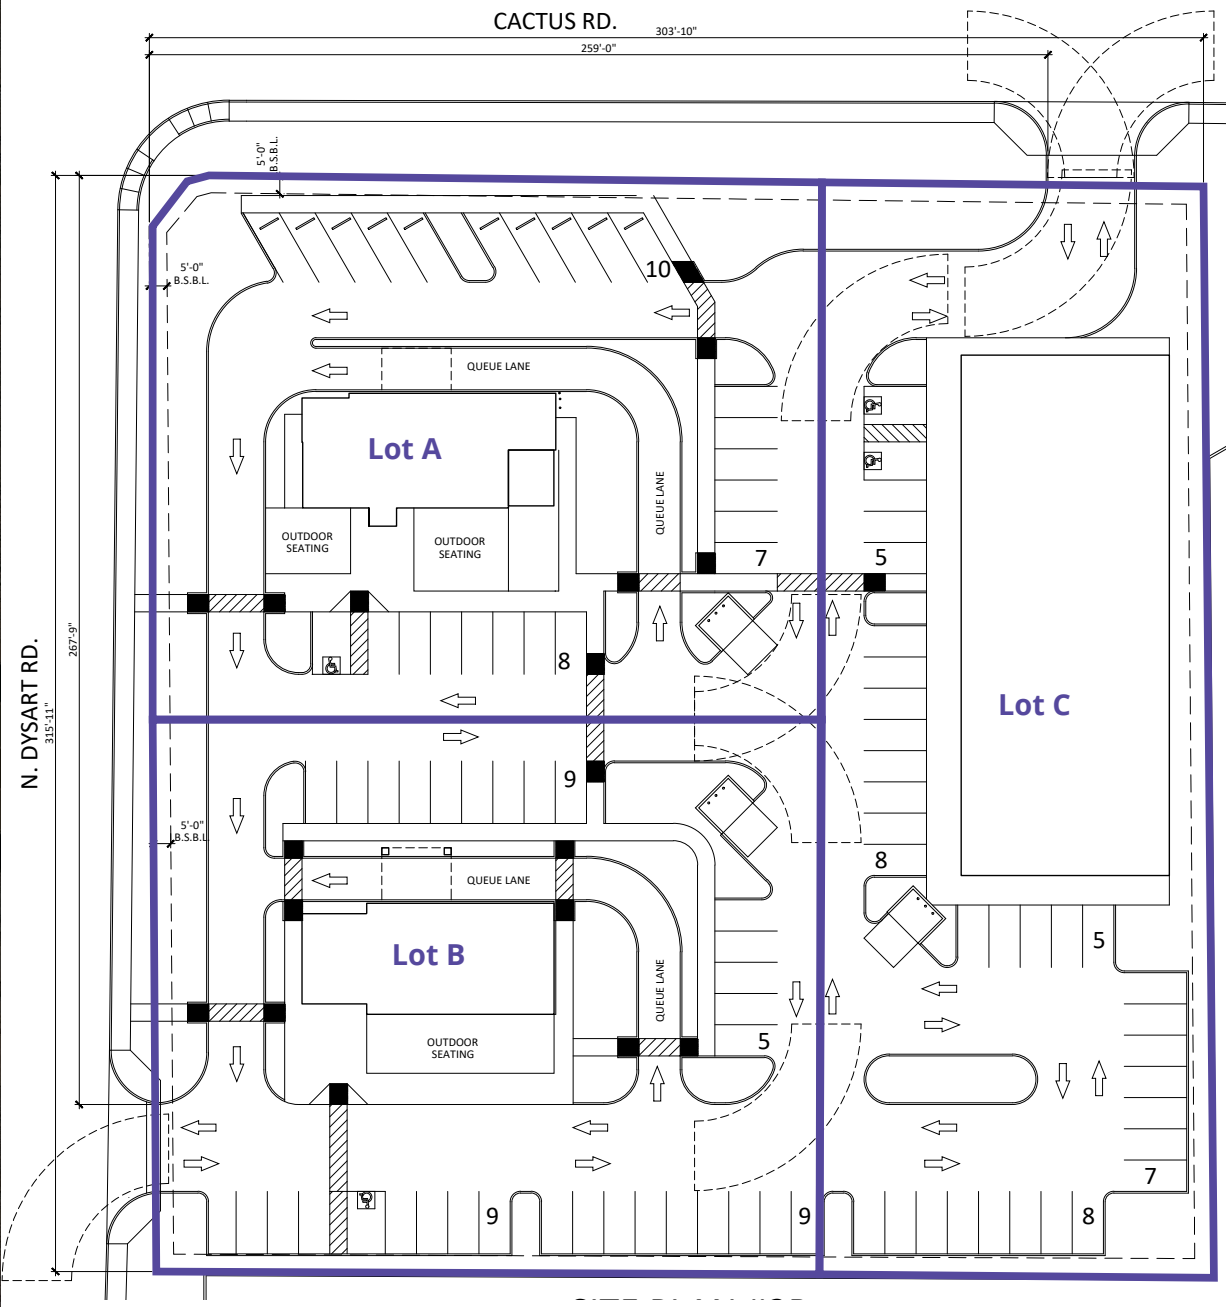 CACTUS RD.
303'-10"
259'-0"
5'-0"
B.S.B.L.
5'-0"
B.S.B.L.
10
QUEUE LANE
Lot A
QUEUE LANE
OUTDOOR
SEATING
OUTDOOR
SEATING
7
5
N. DYSART RD.
315'-11"
267'-9"
8
Lot C
9
5'-0"
B.S.B.L.
8
QUEUE LANE
Lot B
5
QUEUE LANE
OUTDOOR
SEATING
5
7
9
9
8